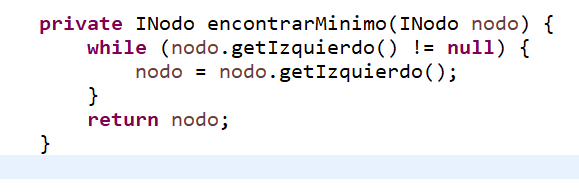 private INodo encontrarMinimo(INodo nodo) {
    while (nodo.getIzquierdo() != null) {
        nodo = nodo.getIzquierdo();
    }
    return nodo;
}